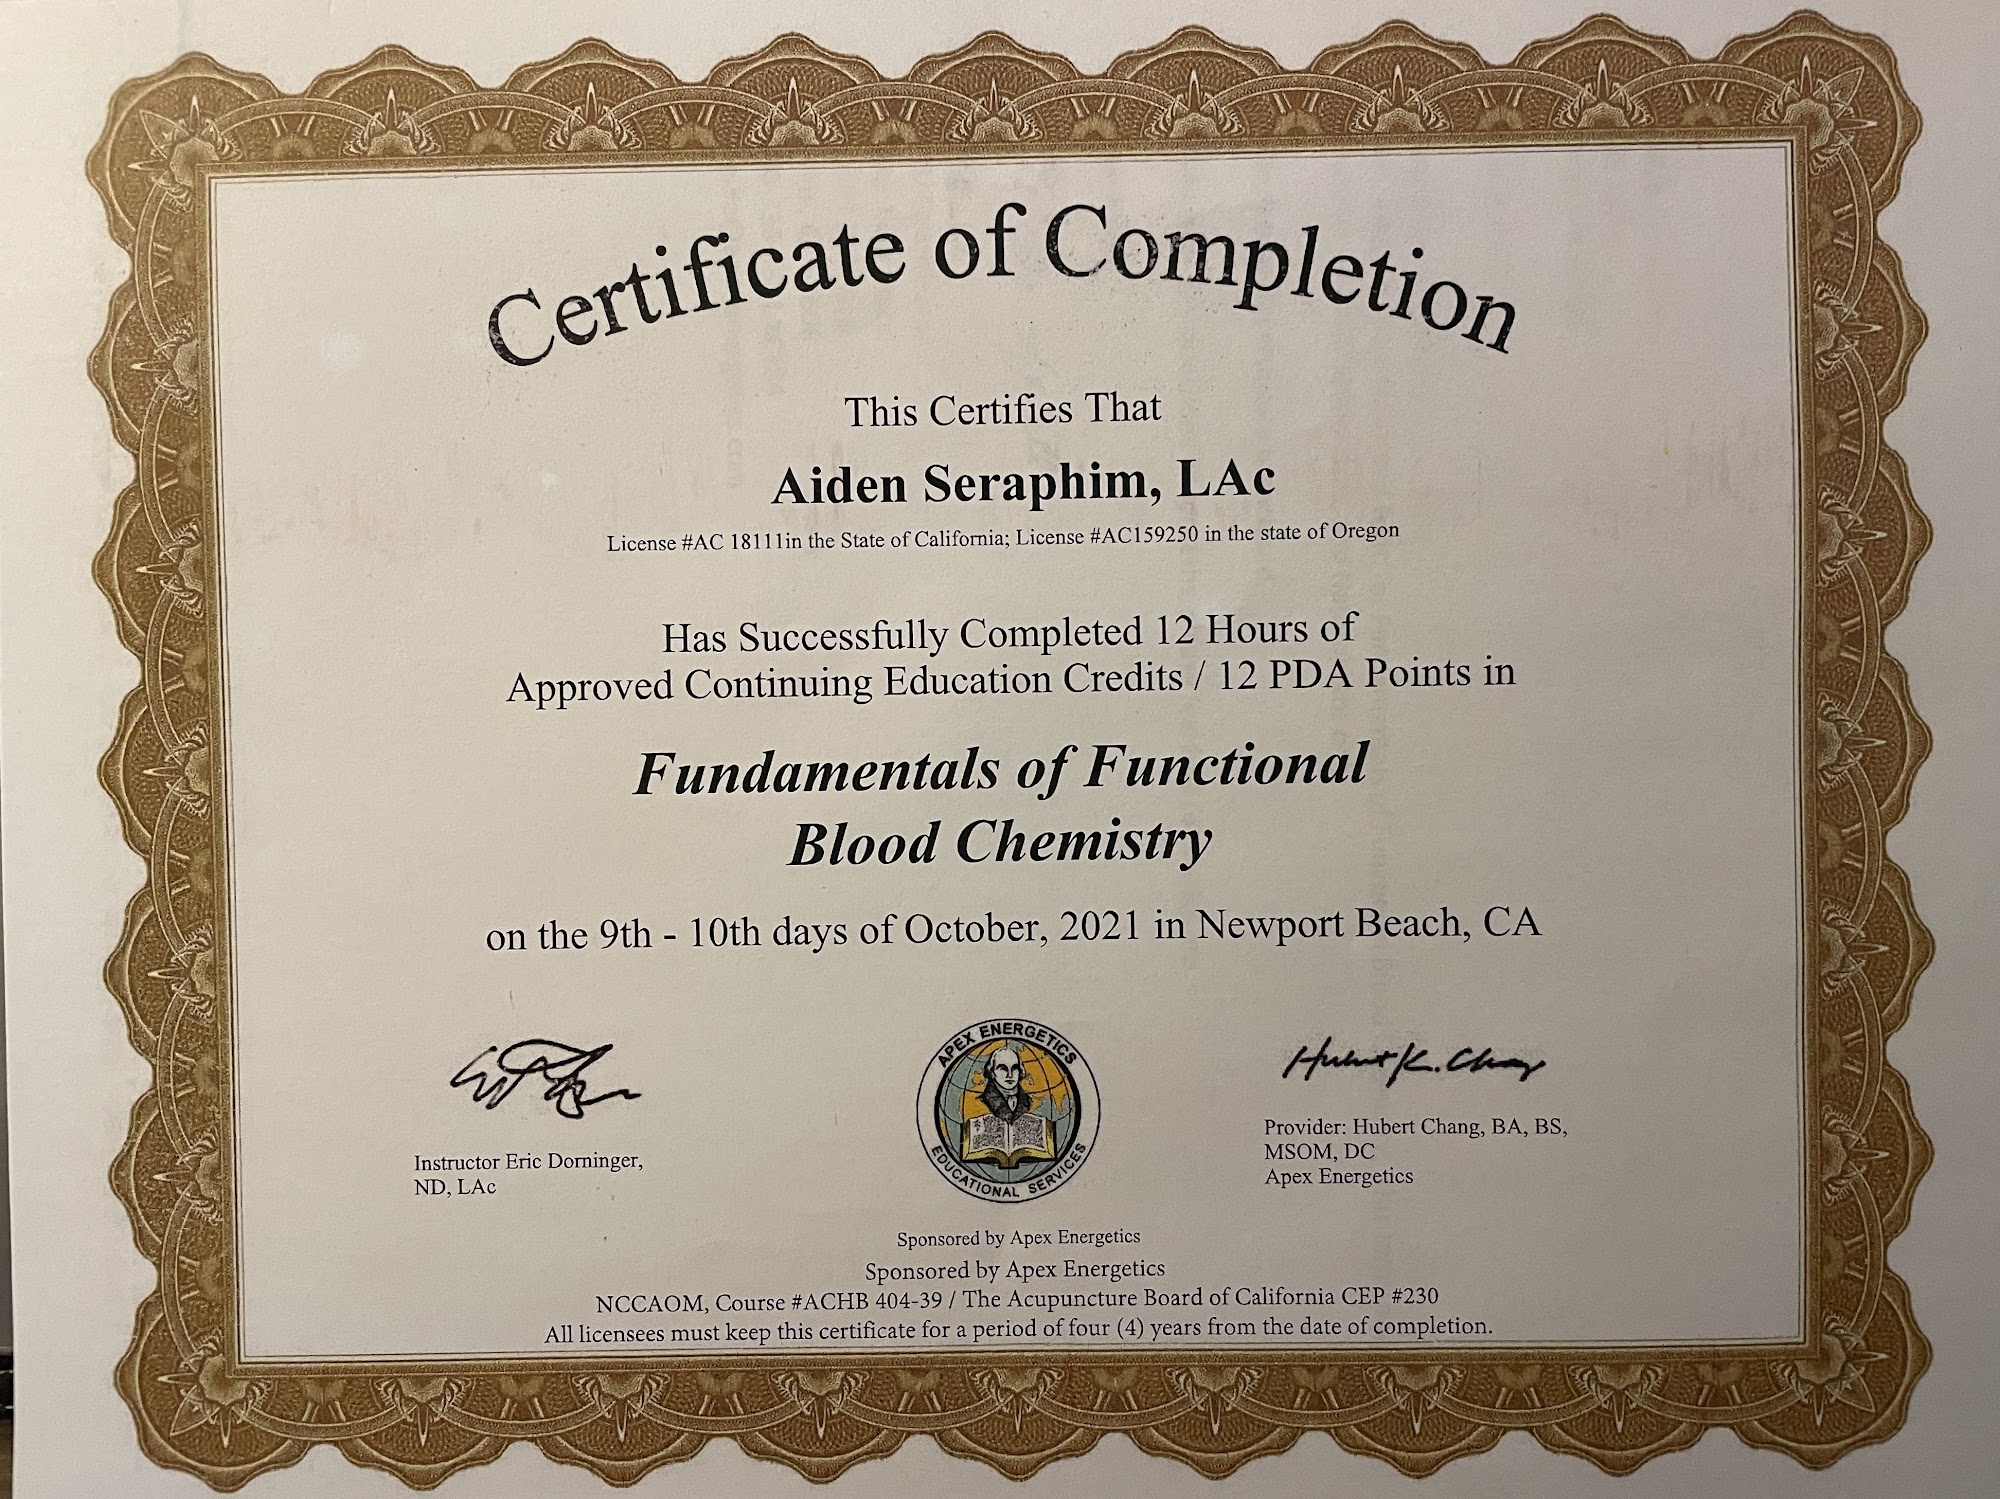 Certificate of Completion
This Certifies That
Aiden Seraphim, LAc
License #AC 18111in the State of California; License #AC159250 in the state of Oregon
Has Successfully Completed 12 Hours of
Approved Continuing Education Credits / 12 PDA Points in
Fundamentals of Functional
Blood Chemistry
on the 9th - 10th days of October, 2021 in Newport Beach, CA
Hubert K. Chang
Instructor Eric Dorninger,
ND, LAc
APEX ENERGETICS
EDUCATIONAL SERVICES
Provider: Hubert Chang, BA, BS,
MSOM, DC
Apex Energetics
Sponsored by Apex Energetics
Sponsored by Apex Energetics
NCCAOM, Course #ACHB 404-39 / The Acupuncture Board of California CEP #230
All licensees must keep this certificate for a period of four (4) years from the date of completion.